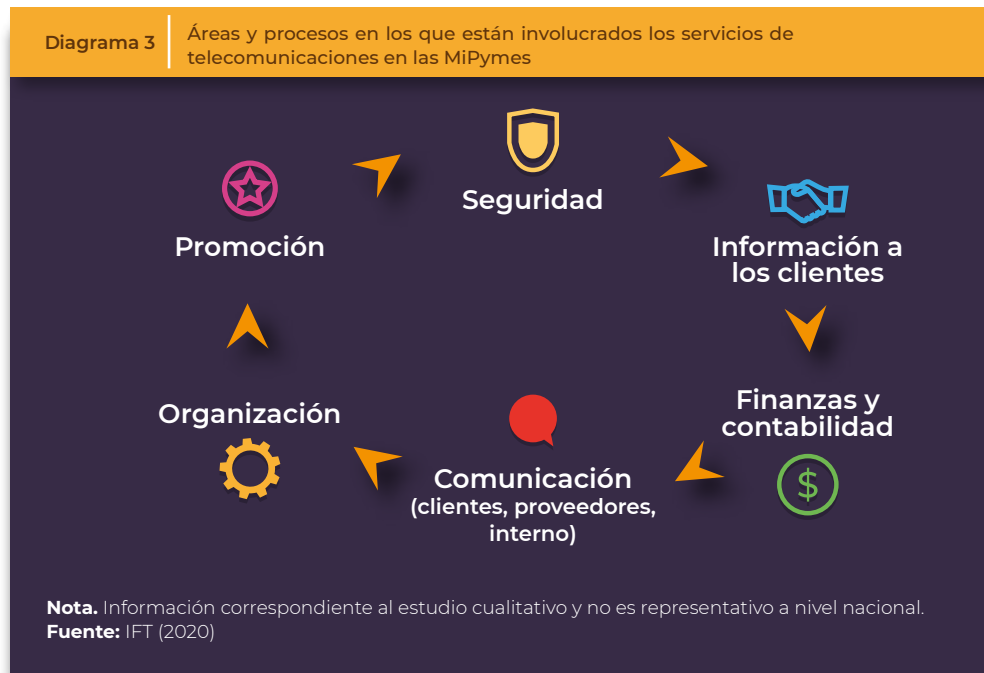 Diagrama 3
Áreas y procesos en los que están involucrados los servicios de
telecomunicaciones en las MiPymes
Seguridad
Promoción
Información a
los clientes
Organización
Finanzas y
contabilidad
$
Comunicación
(clientes, proveedores,
interno)
Nota. Información correspondiente al estudio cualitativo y no es representativo a nivel nacional.
Fuente: IFT (2020)